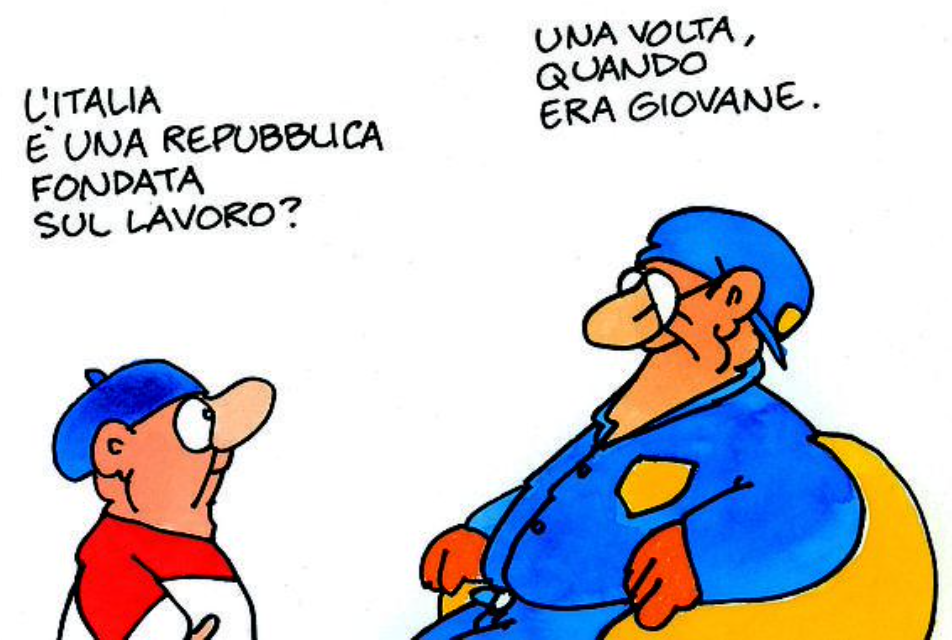 L'ITALIA
E' UNA REPUBBLICA
FONDATA
SUL LAVORO?
UNA VOLTA,
QUANDO
ERA GIOVANE.